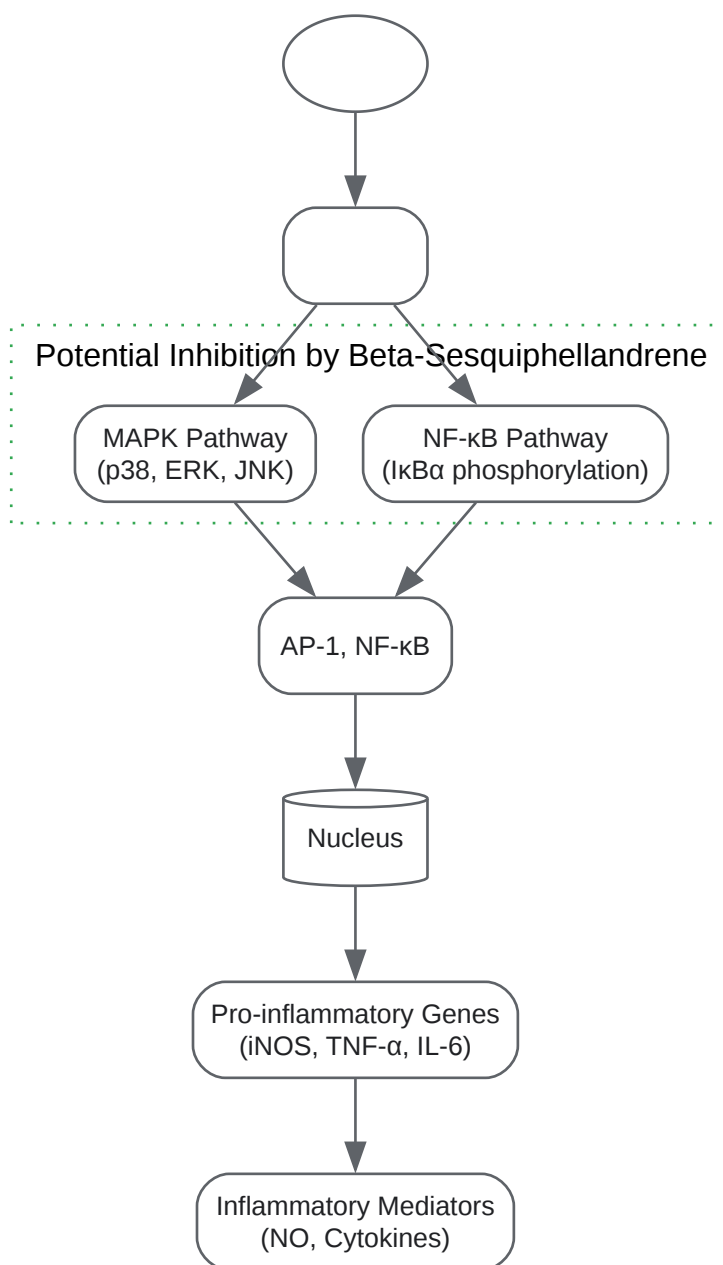 Potential Inhibition by Beta-Sesquiphellandrene
MAPK Pathway
(p38, ERK, JNK)
NF-κB Pathway
(IκBα phosphorylation)
AP-1, NF-κB
Nucleus
Pro-inflammatory Genes
(iNOS, TNF-α, IL-6)
Inflammatory Mediators
(NO, Cytokines)